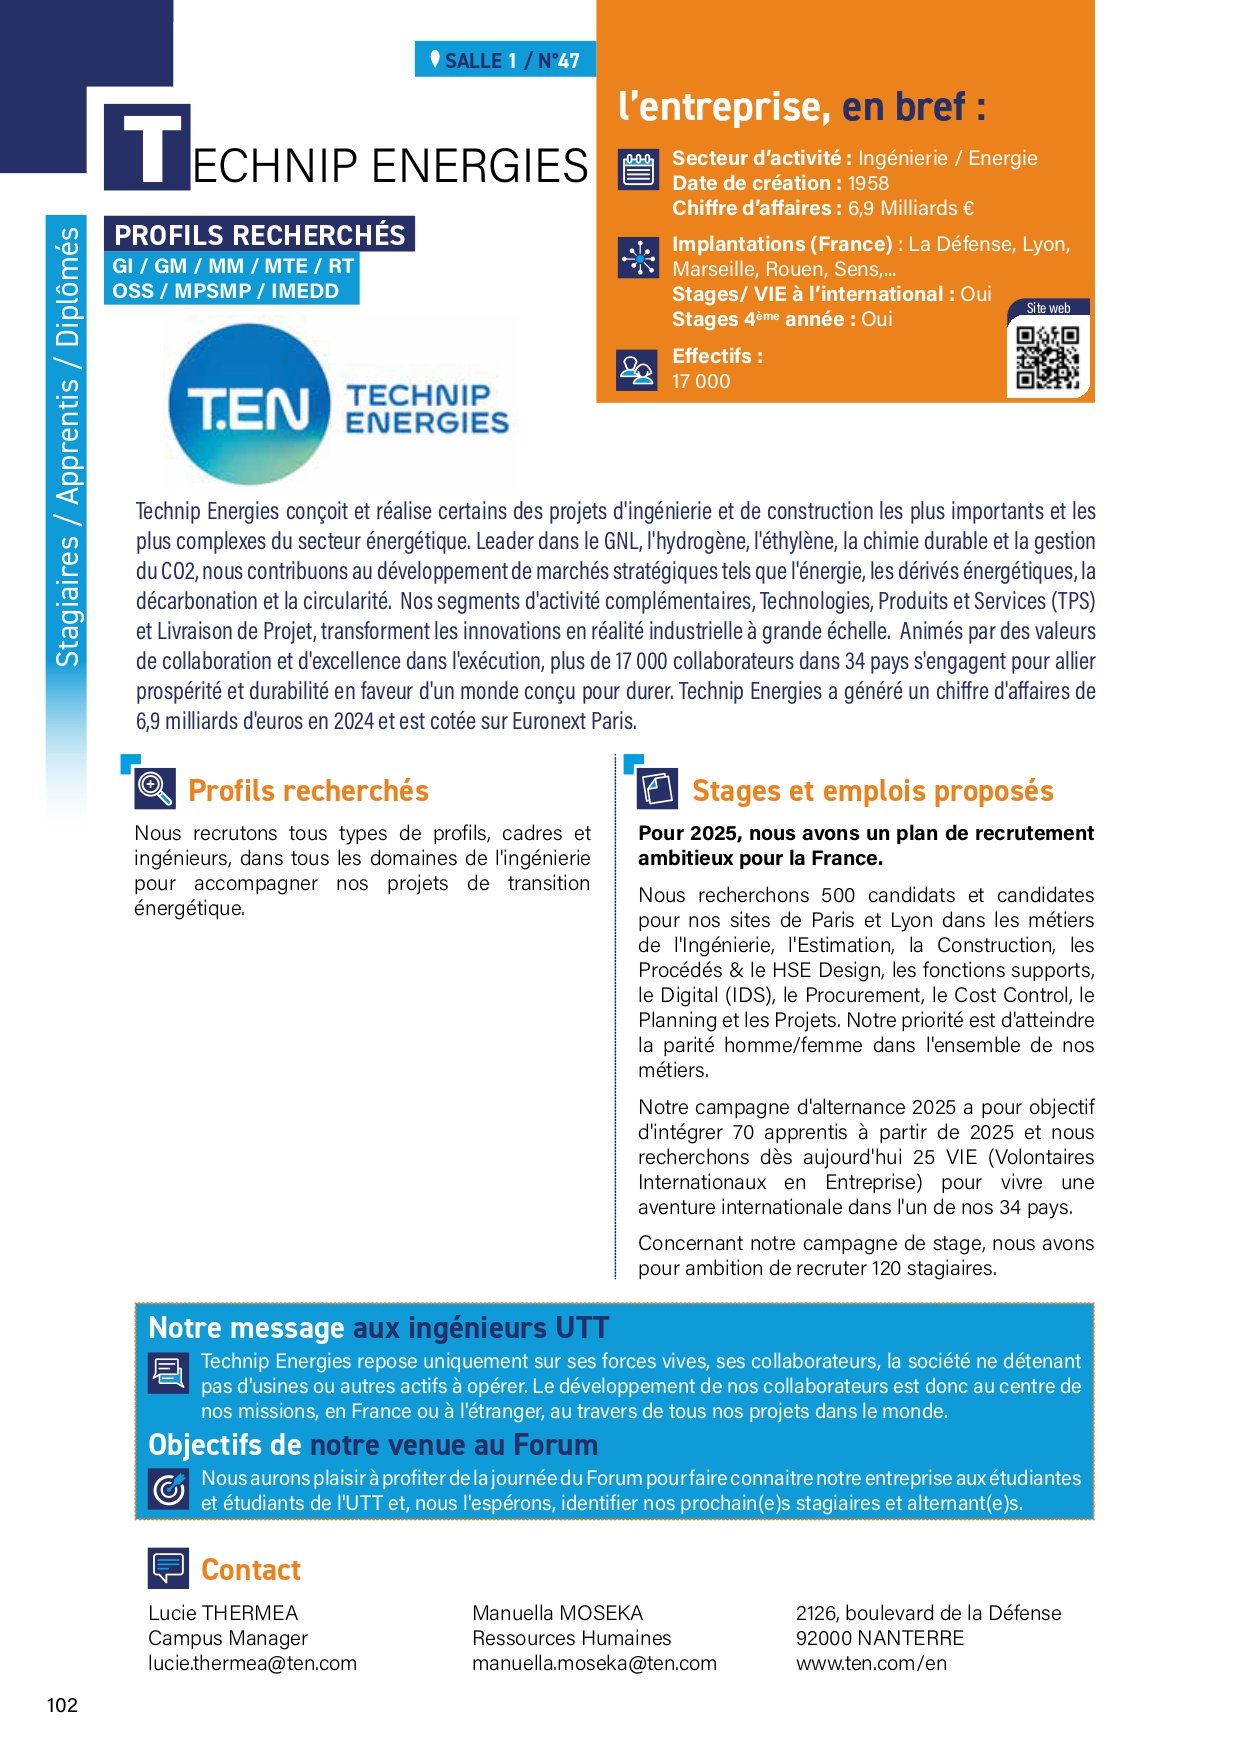 SALLE 1 / N°47
TECHNIP ENERGIES
PROFILS RECHERCHÉS
GI / GM / MM / MTE / RT
OSS / MPSMP / IMEDD
Stagiaires / Apprentis / Diplômés
T.EN TECHNIP
ENERGIES
l'entreprise, en bref :
Secteur d'activité : Ingénierie / Energie
Date de création : 1958
Chiffre d'affaires : 6,9 Milliards €
Implantations (France) : La Défense, Lyon,
Marseille, Rouen, Sens,...
Stages/ VIE à l'international : Oui
Stages 4ème année : Oui
Effectifs :
17 000
Site web
Technip Energies conçoit et réalise certains des projets d'ingénierie et de construction les plus importants et les
plus complexes du secteur énergétique. Leader dans le GNL, l'hydrogène, l'éthylène, la chimie durable et la gestion
du CO2, nous contribuons au développement de marchés stratégiques tels que l'énergie, les dérivés énergétiques, la
décarbonation et la circularité. Nos segments d'activité complémentaires, Technologies, Produits et Services (TPS)
et Livraison de Projet, transforment les innovations en réalité industrielle à grande échelle. Animés par des valeurs
de collaboration et d'excellence dans l'exécution, plus de 17 000 collaborateurs dans 34 pays s'engagent pour allier
prospérité et durabilité en faveur d'un monde conçu pour durer. Technip Energies a généré un chiffre d'affaires de
6,9 milliards d'euros en 2024 et est cotée sur Euronext Paris.
Profils recherchés
Nous recrutons tous types de profils, cadres et
ingénieurs, dans tous les domaines de l'ingénierie
pour accompagner nos projets de transition
énergétique.
Stages et emplois proposés
Pour 2025, nous avons un plan de recrutement
ambitieux pour la France.
Nous recherchons 500 candidats et candidates
pour nos sites de Paris et Lyon dans les métiers
de l'Ingénierie, l'Estimation, la Construction, les
Procédés & le HSE Design, les fonctions supports,
le Digital (IDS), le Procurement, le Cost Control, le
Planning et les Projets. Notre priorité est d'atteindre
la parité homme/femme dans l'ensemble de nos
métiers.
Notre campagne d'alternance 2025 a pour objectif
d'intégrer 70 apprentis à partir de 2025 et nous
recherchons dès aujourd'hui 25 VIE (Volontaires
Internationaux en Entreprise) pour vivre une
aventure internationale dans l'un de nos 34 pays.
Concernant notre campagne de stage, nous avons
pour ambition de recruter 120 stagiaires.
Notre message aux ingénieurs UTT
Technip Energies repose uniquement sur ses forces vives, ses collaborateurs, la société ne détenant
pas d'usines ou autres actifs à opérer. Le développement de nos collaborateurs est donc au centre de
nos missions, en France ou à l'étranger, au travers de tous nos projets dans le monde.
Objectifs de notre venue au Forum
Nous aurons plaisir à profiter de la journée du Forum pour faire connaitre notre entreprise aux étudiantes
et étudiants de l'UTT et, nous l'espérons, identifier nos prochain(e)s stagiaires et alternant(e)s.
Contact
Lucie THERMEA
Campus Manager
lucie.thermea@ten.com
Manuella MOSEKA
Ressources Humaines
manuella.moseka@ten.com
2126, boulevard de la Défense
92000 NANTERRE
www.ten.com/en
102